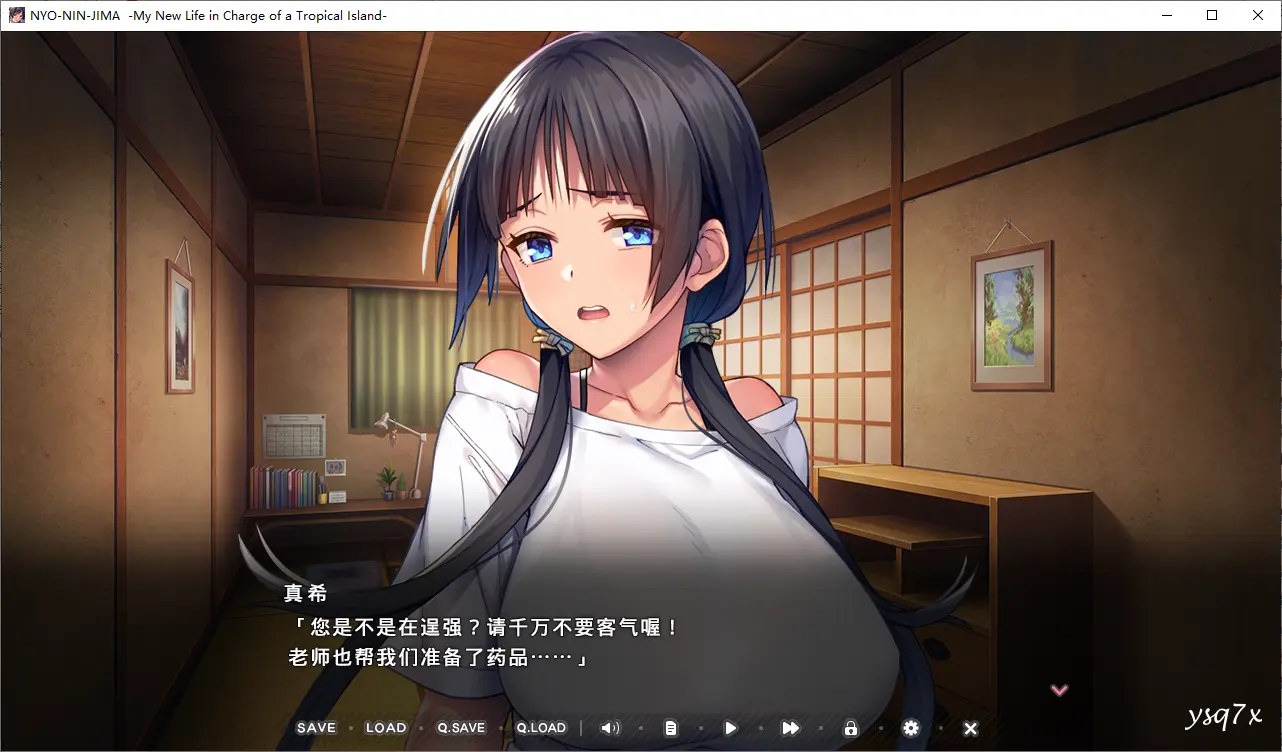 NYO-NIN-JIMA -My New Life in Charge of a Tropical Island-
真希
「您是不是在逞强？请千万不要客气喔！
老师也帮我们准备了药品……」
SAVE LOAD Q.SAVE Q.LOAD
ysq7x